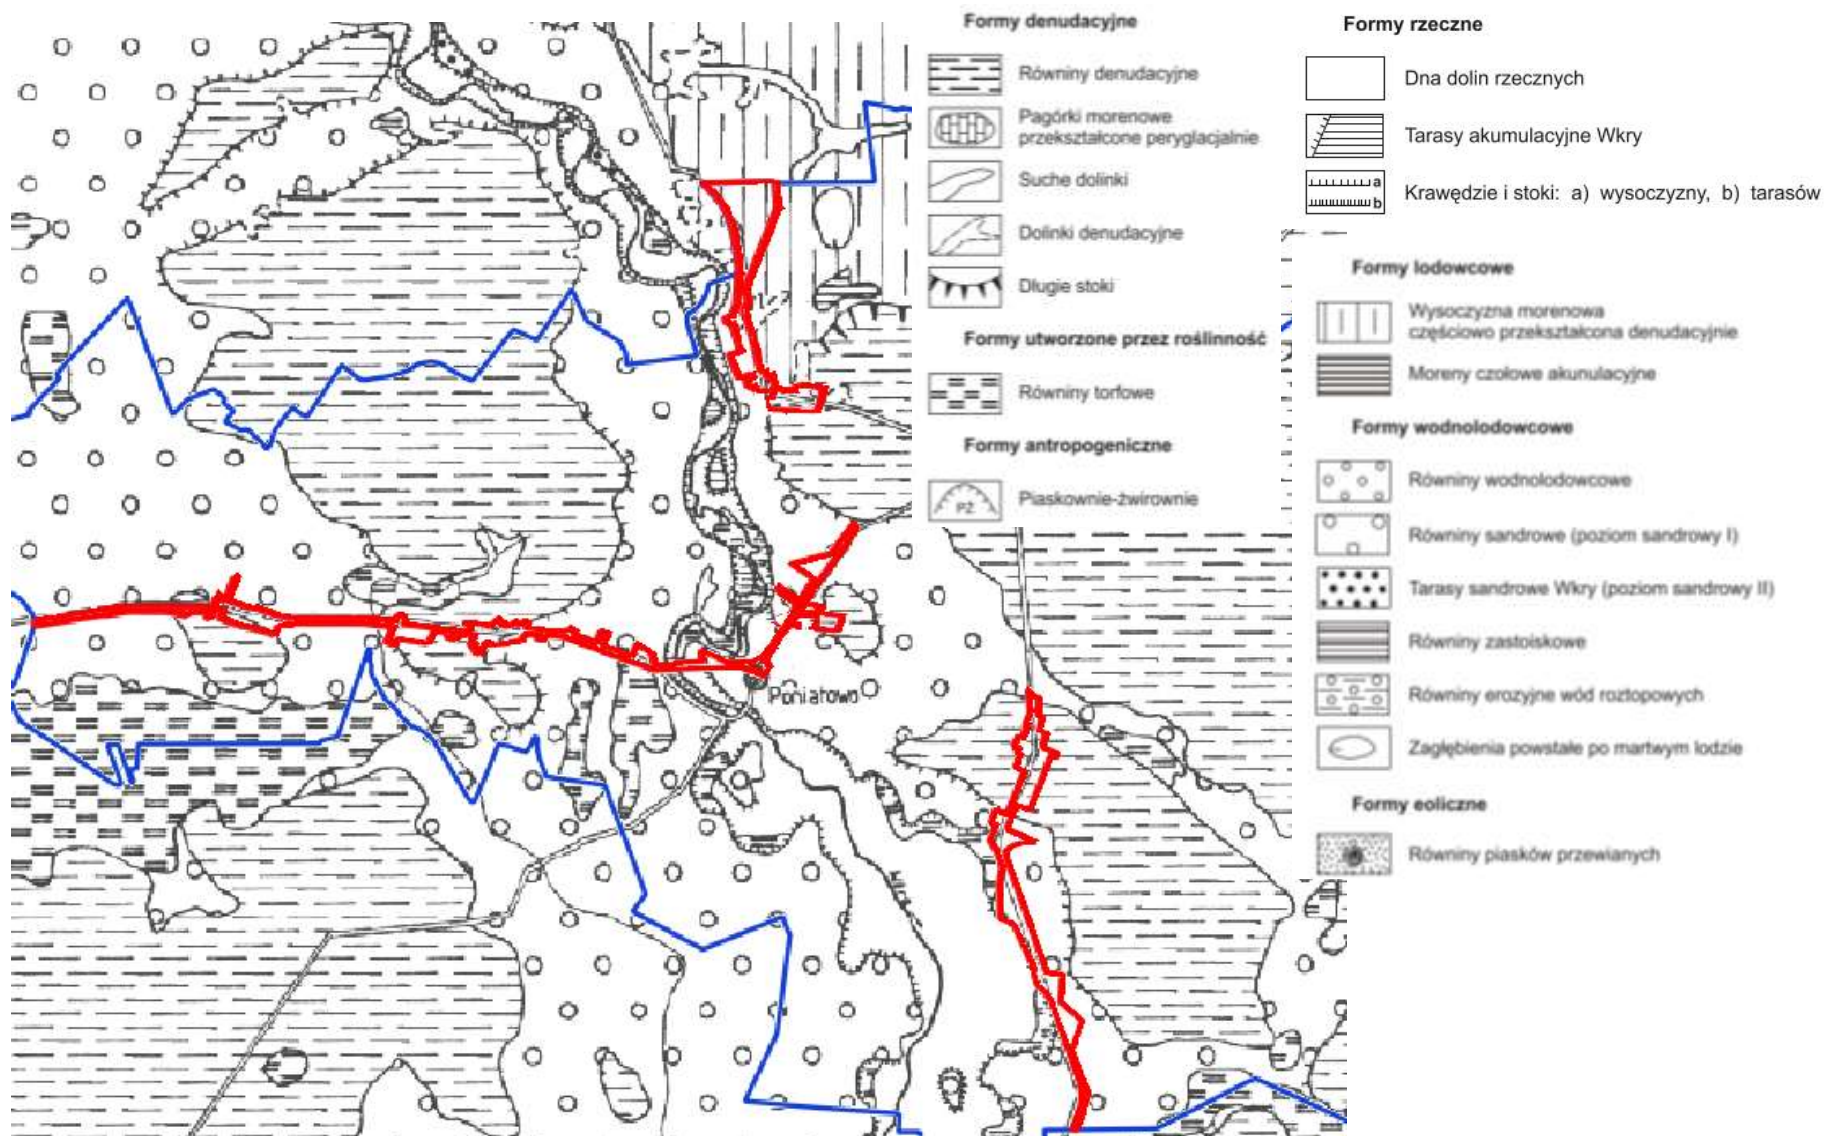 Formy denudacyjne
Równiny denudacyjne
Pagórki morenowe
przekształcone peryglacjalnie
Suche dolinki
Dolinki denudacyjne
Długie stoki
Formy utworzone przez roślinność
Równiny torfowe
Formy antropogeniczne
PŻ
Piaskownie-żwirownie
Formy rzeczne
Dna dolin rzecznych
Tarasy akumulacyjne Wkry
a
b
Krawędzie i stoki: a) wysoczyzny, b) tarasów
Formy lodowcowe
Wysoczyzna morenowa
częściowo przekształcona denudacyjnie
Moreny czołowe akunulacyjne
Formy wodnolodowcowe
Równiny wodnolodowcowe
Równiny sandrowe (poziom sandrowy I)
Tarasy sandrowe Wkry (poziom sandrowy II)
Równiny zastoiskowe
Równiny erozyjne wód roztopowych
Zagłębienia powstałe po martwym lodzie
Formy eoliczne
Równiny piasków przewianych
Poniatowo